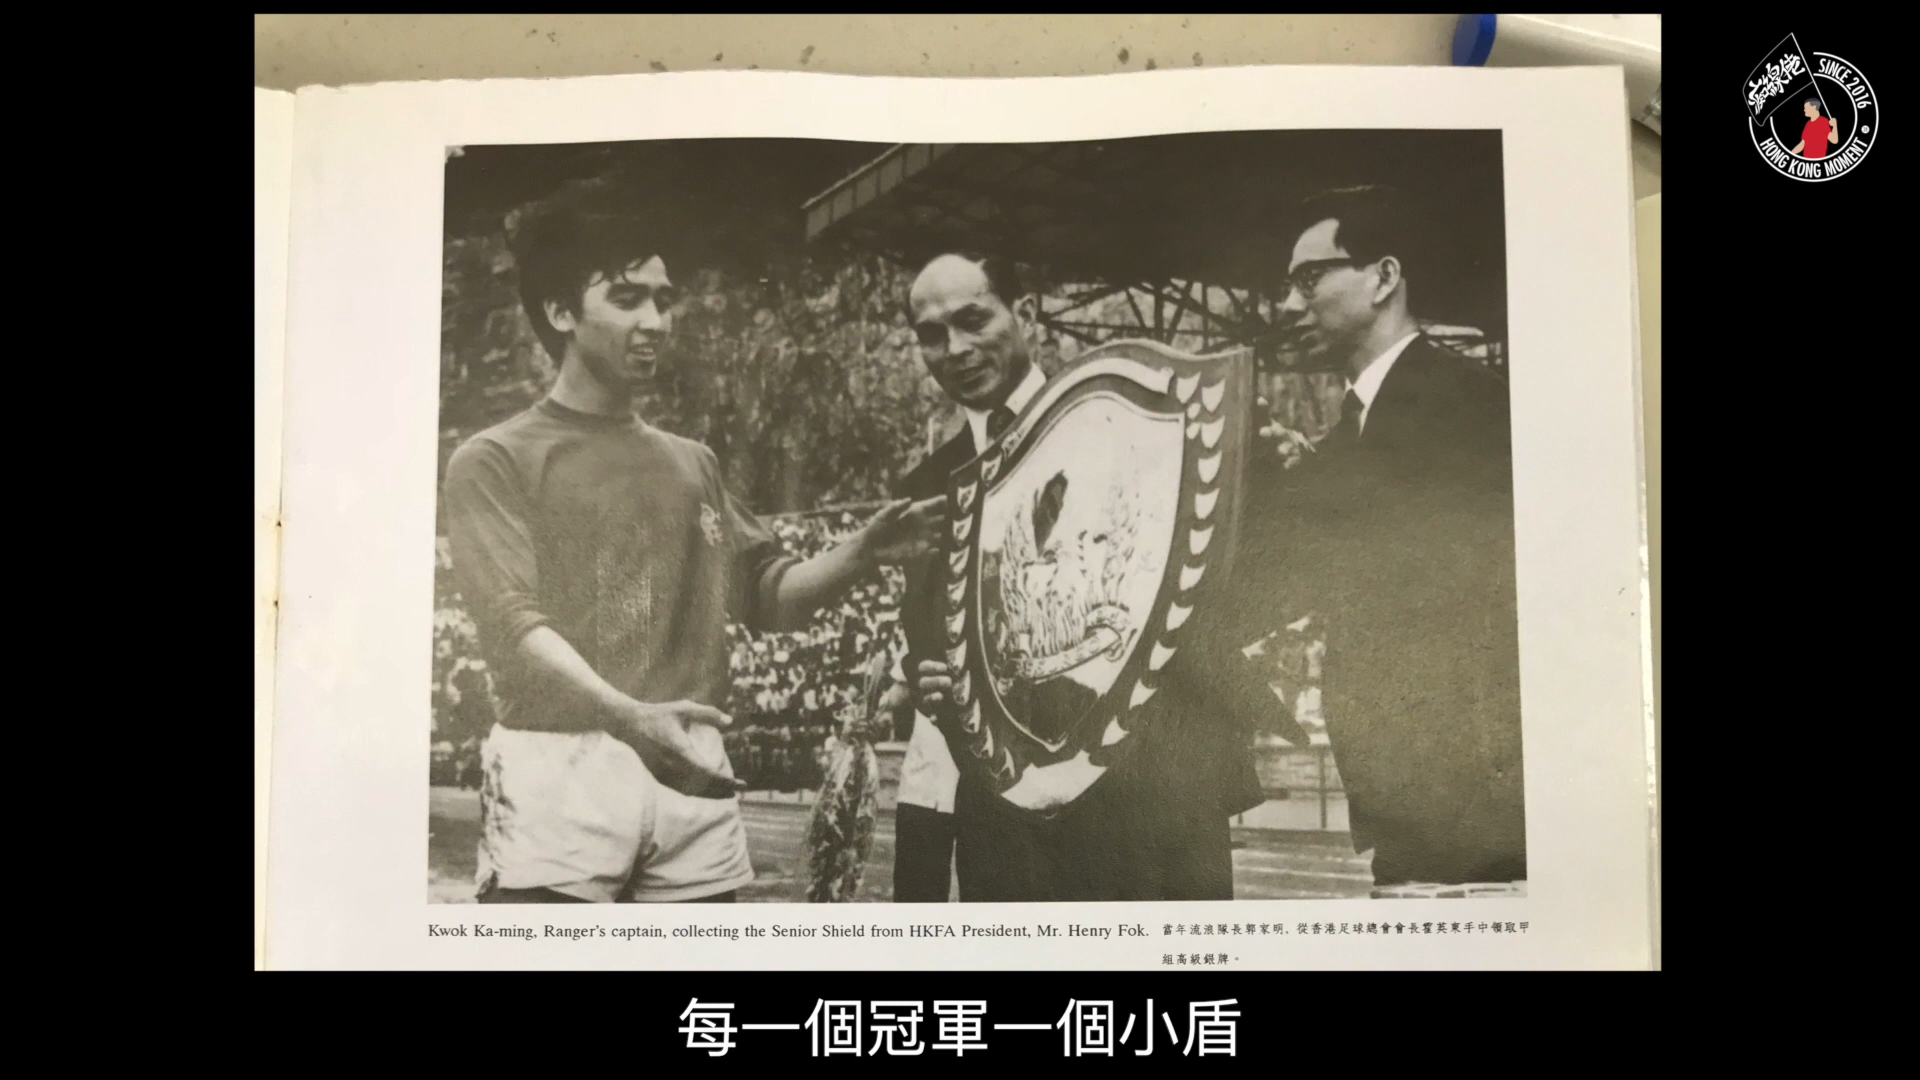 癲線佬
SINCE 2016
HONG KONG MOMENT
Kwok Ka-ming, Ranger's captain, collecting the Senior Shield from HKFA President, Mr. Henry Fok. 當年流浪隊長郭家明、從香港足球總會會長霍英東手中領取甲
組高級銀牌。
每一個冠軍一個小盾